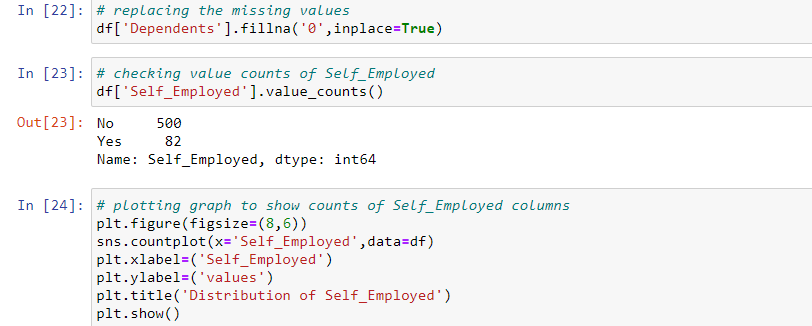 In [22]: # replacing the missing values
df['Dependents'].fillna('0',inplace=True)
In [23]: # checking value counts of Self_Employed
df['Self_Employed'].value_counts()
Out[23]: No     500
Yes     82
Name: Self_Employed, dtype: int64
In [24]: # plotting graph to show counts of Self_Employed columns
plt.figure(figsize=(8,6))
sns.countplot(x='Self_Employed',data=df)
plt.xlabel=('Self_Employed')
plt.ylabel=('values')
plt.title('Distribution of Self_Employed')
plt.show()